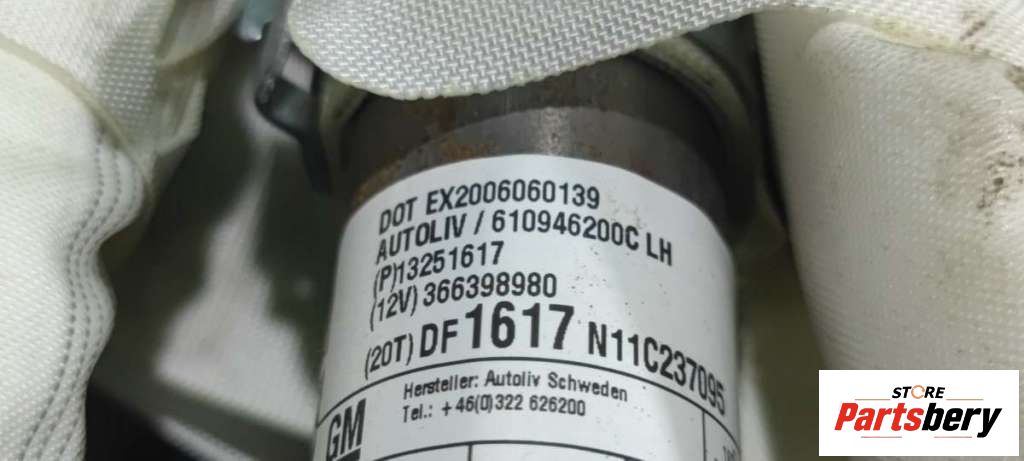 DOT EX2006060139
AUTOLIV / 610946200C LH
(P)13251617
(12V) 366398980
(20T) DF 1617 N11C237095
Hersteller: Autoliv Schweden
Tel.: +46(0)322 626200
GM
STORE
Partsbery